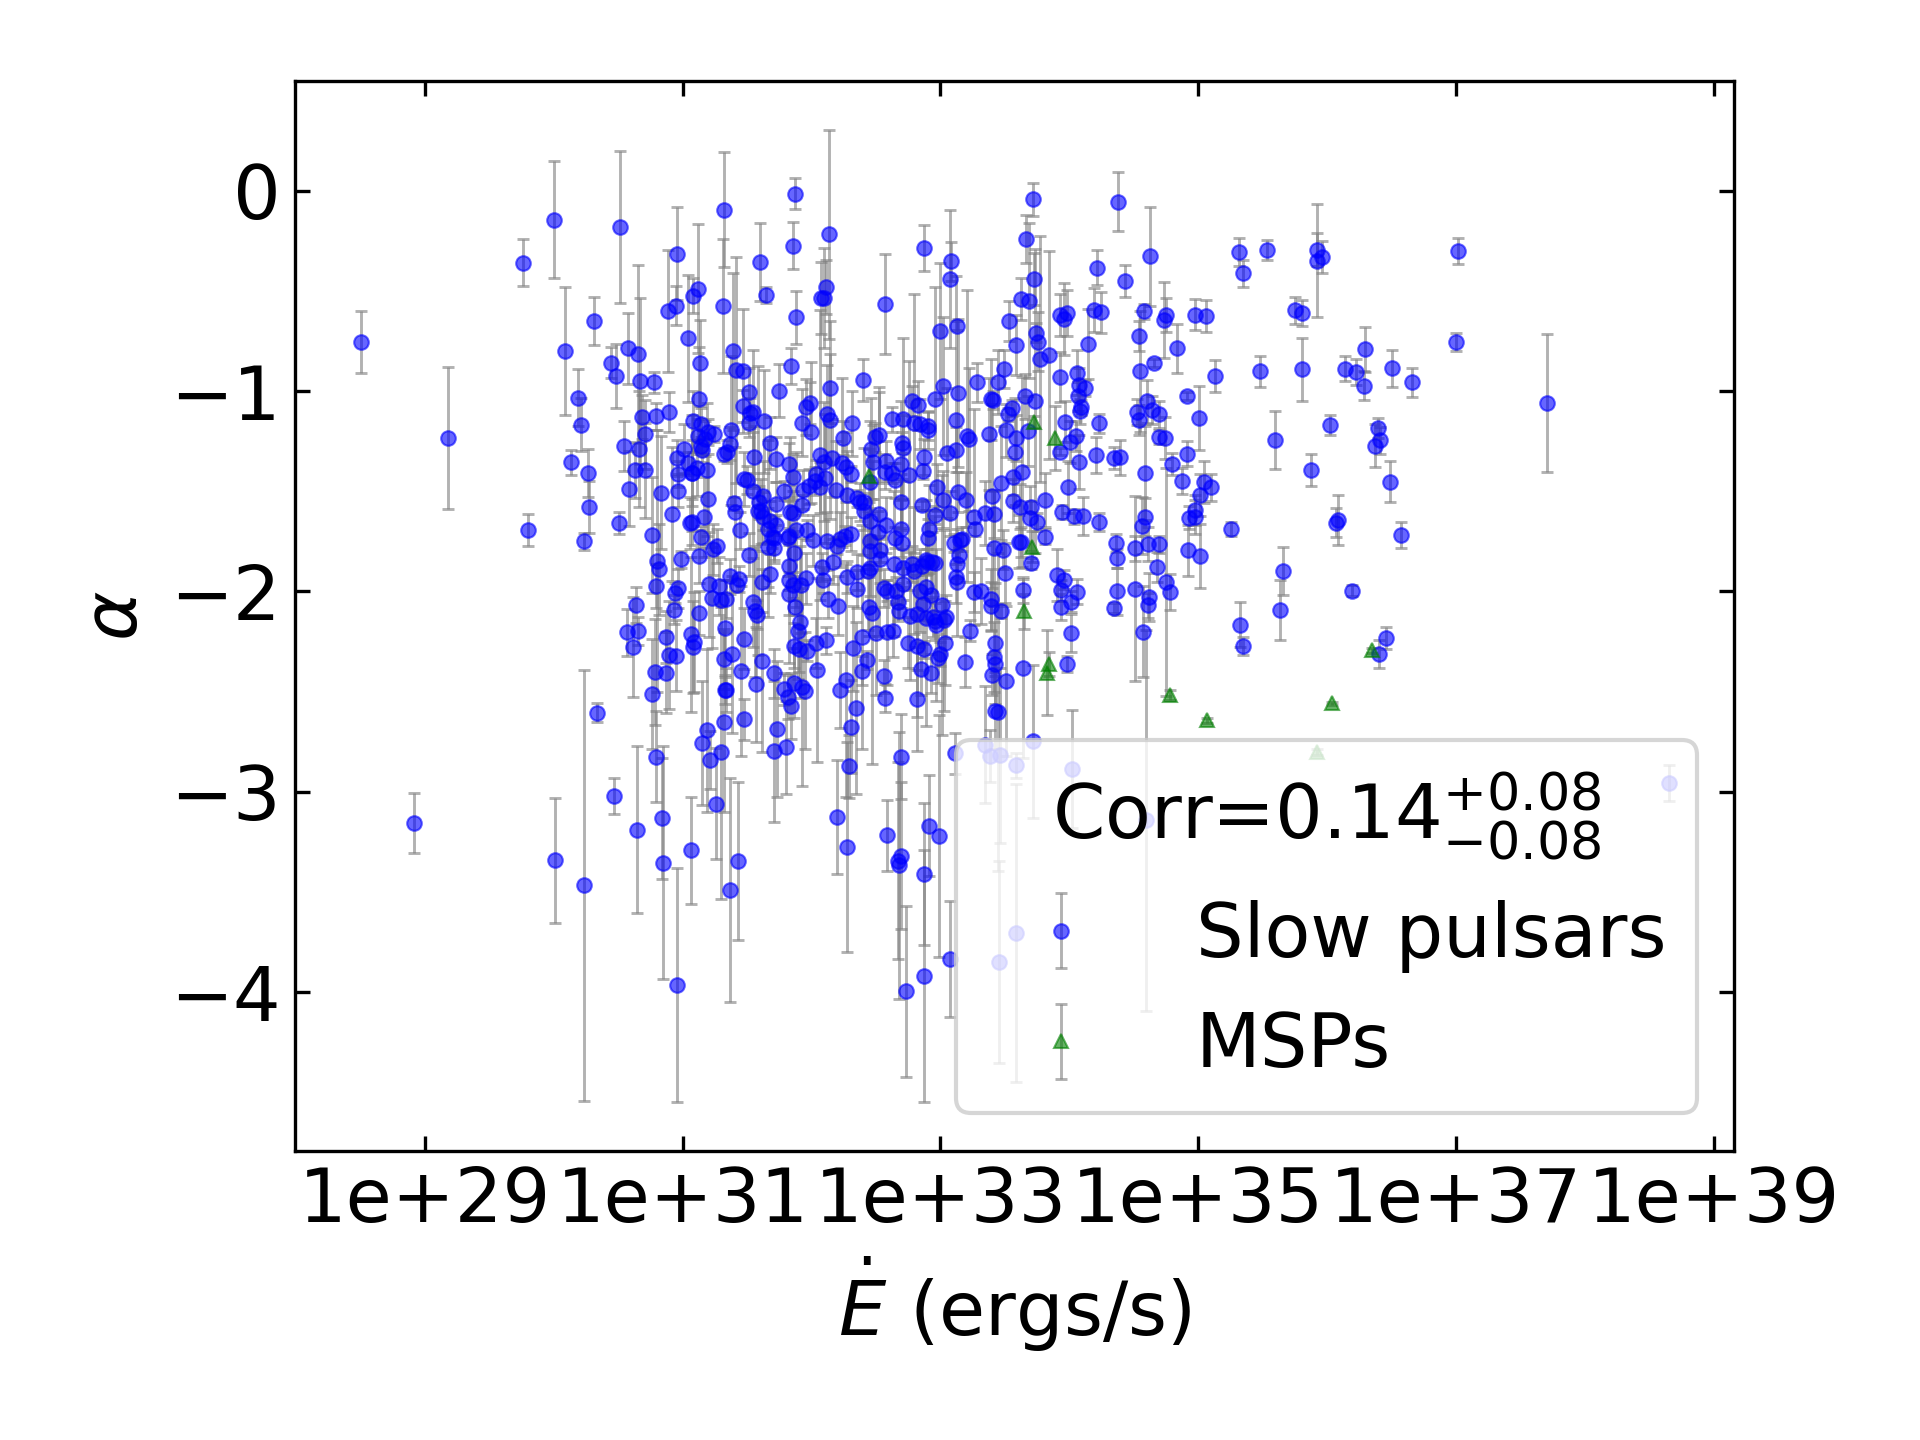 0
−1
−2
−3
−4
α
Corr=0.14+0.08−0.08
Slow pulsars
MSPs
1e+29 1e+31 1e+33 1e+35 1e+37 1e+39
Ė (ergs/s)